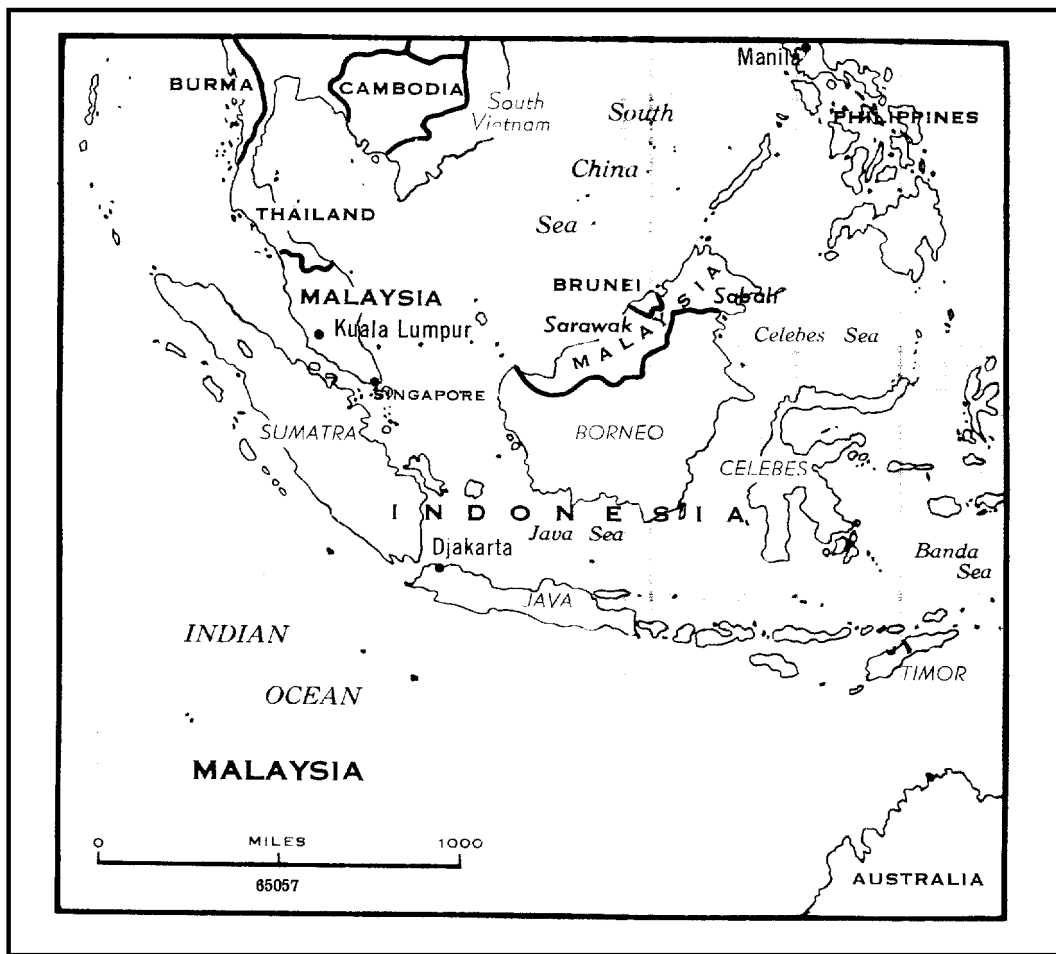 Manila
BURMA
CAMBODIA
South
Vietnam
South
China
Sea
PHILIPPINES
THAILAND
MALAYSIA
Kuala Lumpur
SINGAPORE
BRUNEI
Sarawak
MALAYSIA
Sabah
Celebes Sea
SUMATRA
BORNEO
CELEBES
INDONESIA
Java Sea
Djakarta
JAVA
Banda
Sea
TIMOR
INDIAN
OCEAN
MALAYSIA
0 MILES 1000
65057
AUSTRALIA